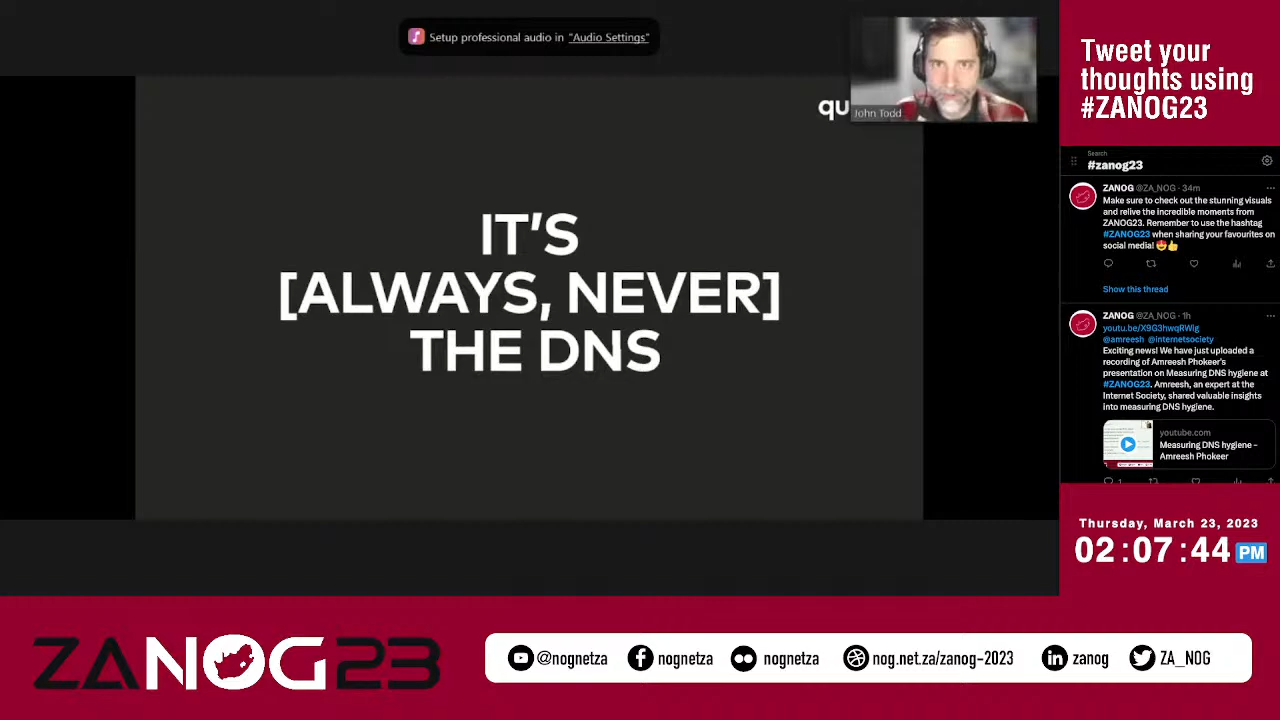 Setup professional audio in "Audio Settings"
qu
John Todd
IT'S
[ALWAYS, NEVER]
THE DNS
Tweet your
thoughts using
#ZANOG23
Search
#zanog23
ZANOG @ZA_NOG · 34m
Make sure to check out the stunning visuals
and relive the incredible moments from
ZANOG23. Remember to use the hashtag
#ZANOG23 when sharing your favourites on
social media! 😍👍
Show this thread
ZANOG @ZA_NOG · 1h
youtu.be/X9G3hwqRWig
@amreesh @internetsociety
Exciting news! We have just uploaded a
recording of Amreesh Phokeer's
presentation on Measuring DNS hygiene at
#ZANOG23. Amreesh, an expert at the
Internet Society, shared valuable insights
into measuring DNS hygiene.
youtube.com
Measuring DNS hygiene -
Amreesh Phokeer
1
Thursday, March 23, 2023
02:07:44 PM
ZANOG23
@nognetza
nognetza
nognetza
nog.net.za/zanog-2023
zanog
ZA_NOG